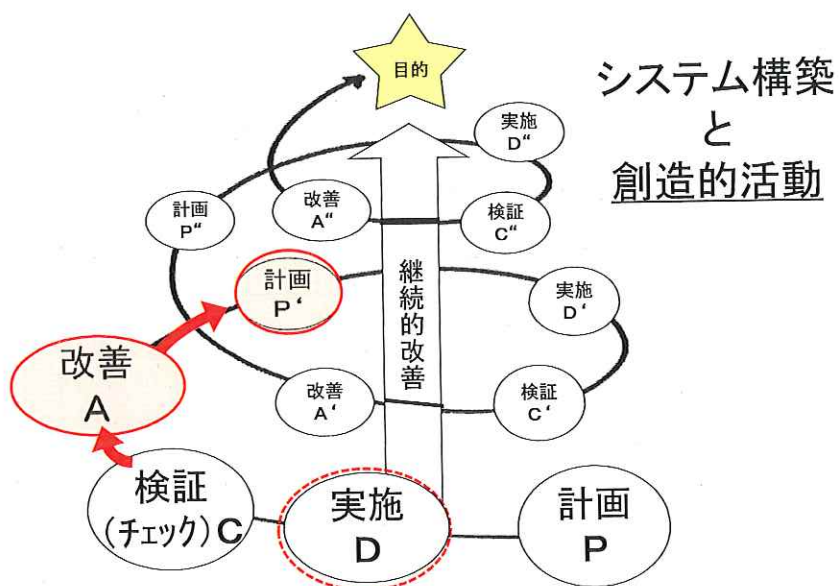 目的
システム構築
と
創造的活動
実施
D“
計画
P“
改善
A“
検証
C“
計画
P‘
継続的改善
実施
D‘
改善
A
改善
A‘
検証
C‘
検証
(チェック) C
実施
D
計画
P